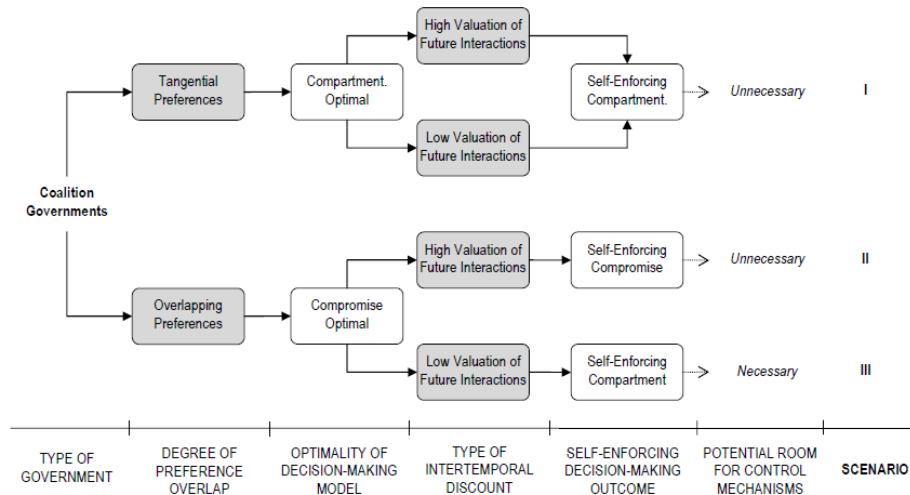 High Valuation of
Future Interactions
Tangential
Preferences
Compartment.
Optimal
Self-Enforcing
Compartment.
Unnecessary
I
Low Valuation of
Future Interactions
Coalition
Governments
High Valuation of
Future Interactions
Self-Enforcing
Compromise
Unnecessary
II
Overlapping
Preferences
Compromise
Optimal
Low Valuation of
Future Interactions
Self-Enforcing
Compartment
Necessary
III
TYPE OF
GOVERNMENT
DEGREE OF
PREFERENCE
OVERLAP
OPTIMALITY OF
DECISION-MAKING
MODEL
TYPE OF
INTERTEMPORAL
DISCOUNT
SELF-ENFORCING
DECISION-MAKING
OUTCOME
POTENTIAL ROOM
FOR CONTROL
MECHANISMS
SCENARIO